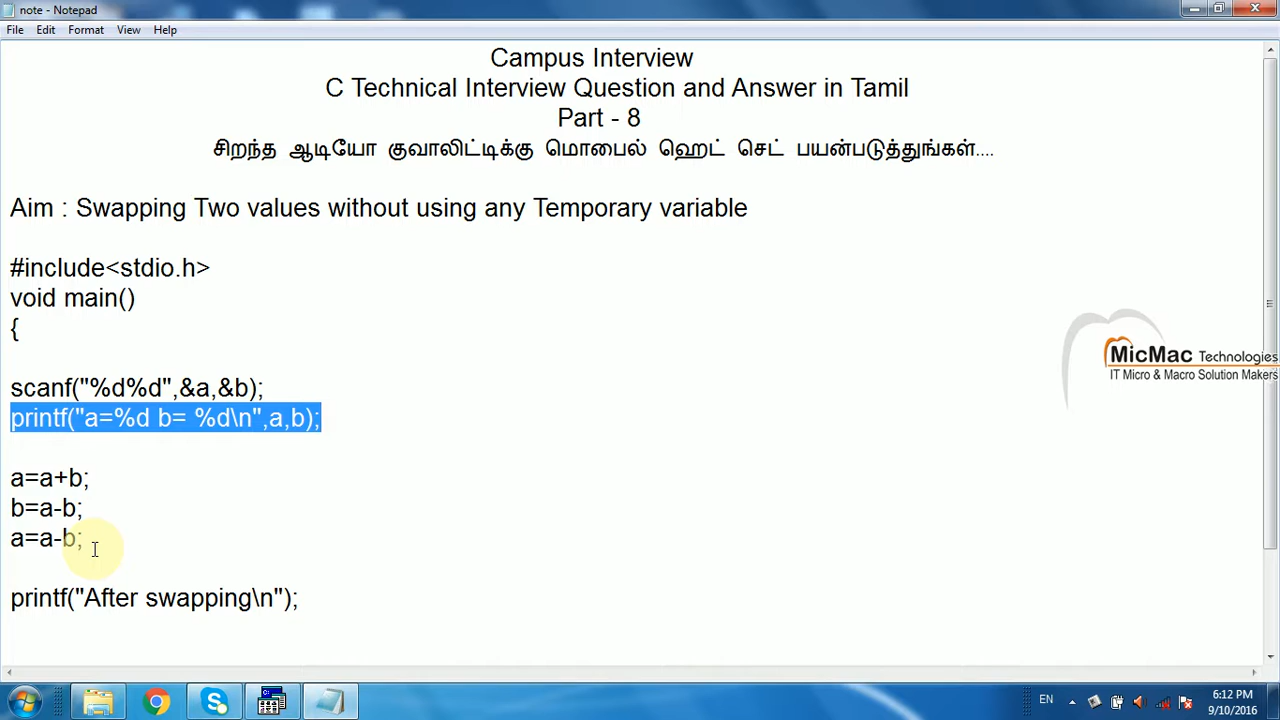 note - Notepad
File Edit Format View Help
Campus Interview
C Technical Interview Question and Answer in Tamil
Part - 8
சிறந்த ஆடியோ குவாலிட்டிக்கு மொபைல் ஹெட் செட் பயன்படுத்துங்கள்....
Aim : Swapping Two values without using any Temporary variable
#include<stdio.h>
void main()
{
scanf("%d%d",&a,&b);
printf("a=%d b= %d\n",a,b);
a=a+b;
b=a-b;
a=a-b;
printf("After swapping\n");
MicMac Technologies
IT Micro & Macro Solution Makers
EN
6:12 PM
9/10/2016